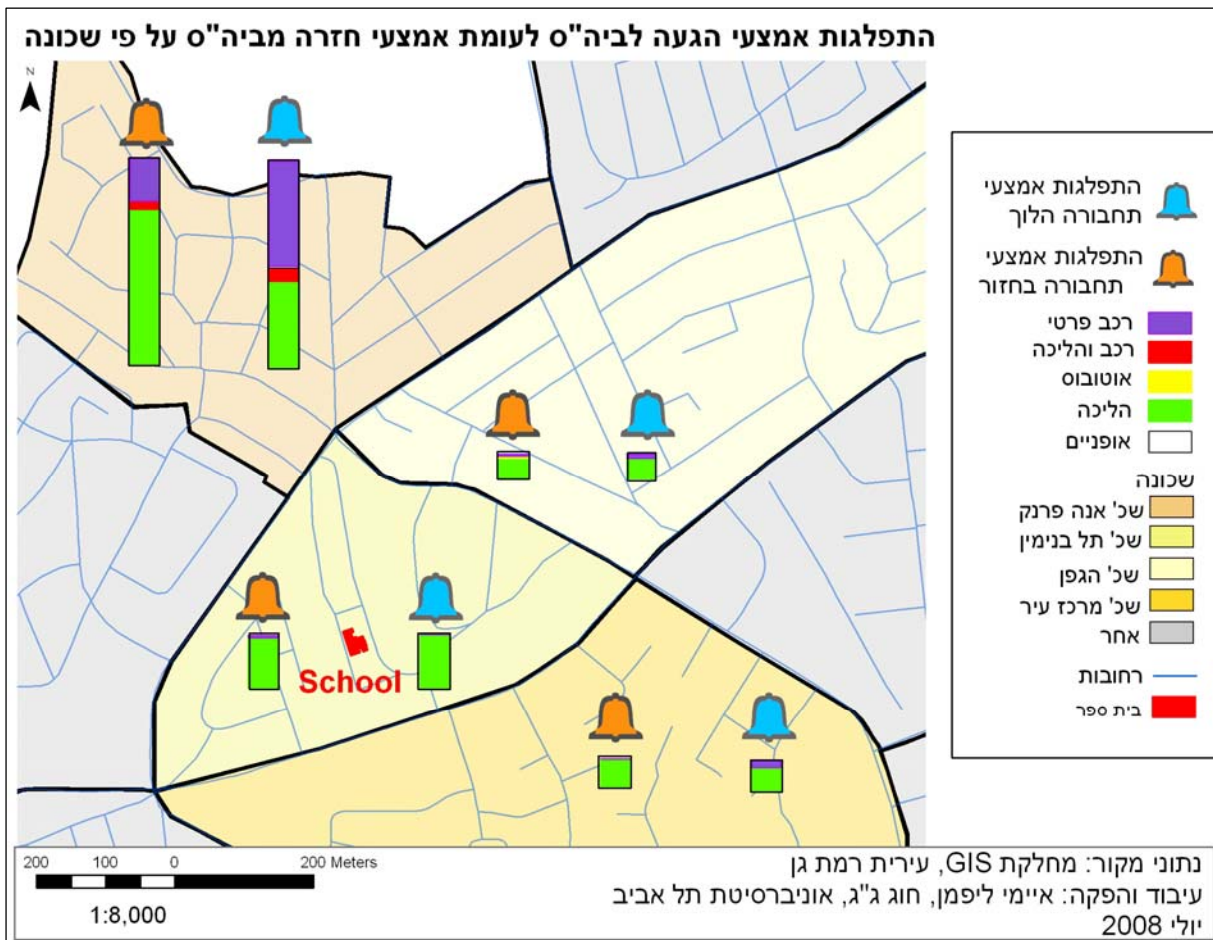 התפלגות אמצעי הגעה לביה"ס לעומת אמצעי חזרה מביה"ס על פי שכונה
N
School
התפלגות אמצעי
תחבורה הלוך
התפלגות אמצעי
תחבורה בחזור
רכב פרטי
רכב והליכה
אוטובוס
הליכה
אופניים
שכונה
שכ' אנה פרנק
שכ' תל בנימין
שכ' הגפן
שכ' מרכז עיר
אחר
רחובות
בית ספר
200 100 0 200 Meters
1:8,000
נתוני מקור: מחלקת GIS, עירית רמת גן
עיבוד והפקה: איימי ליפמן, חוג ג"ג, אוניברסיטת תל אביב
יולי 2008